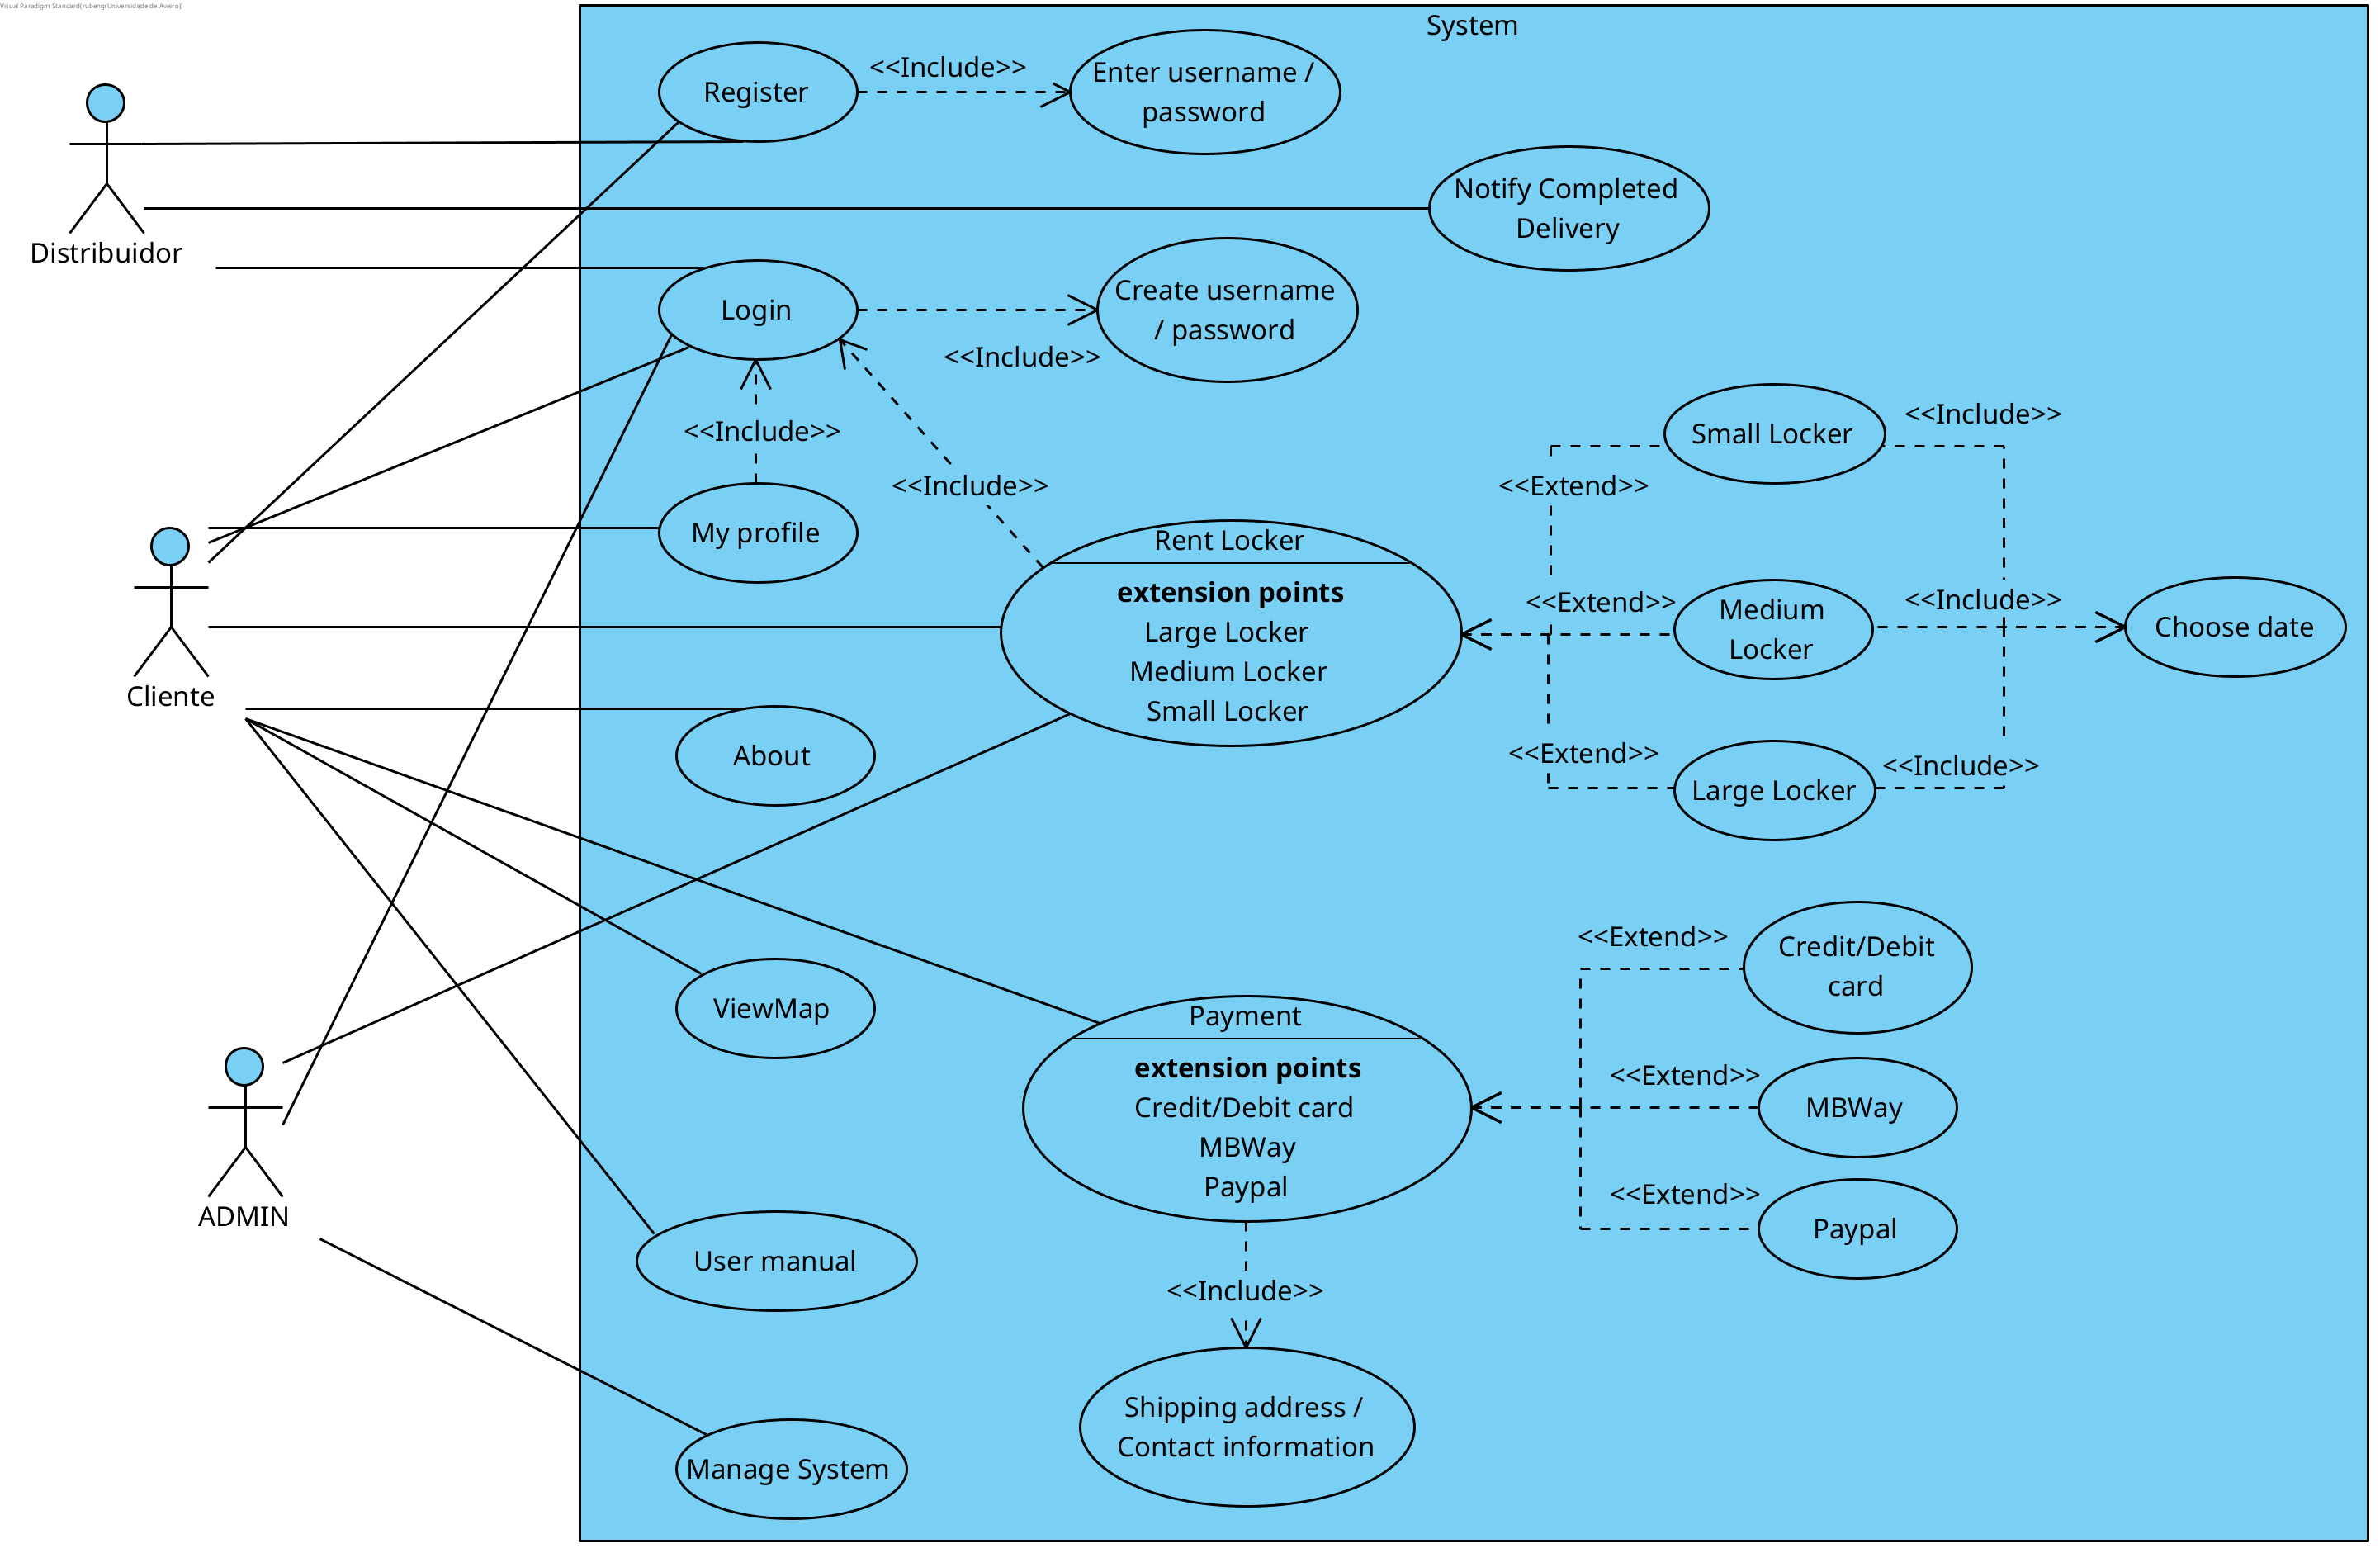 Visual Paradigm Standard(rubeng(Universidade de Aveiro))
System
Register
<<Include>>
Enter username /
password
Distribuidor
Notify Completed
Delivery
Login
<<Include>>
Create username
/ password
<<Include>>
<<Include>>
My profile
Cliente
Rent Locker
extension points
Large Locker
Medium Locker
Small Locker
<<Extend>>
Small Locker
<<Include>>
<<Extend>>
Medium
Locker
<<Include>>
Choose date
<<Extend>>
Large Locker
<<Include>>
About
ViewMap
ADMIN
Payment
extension points
Credit/Debit card
MBWay
Paypal
<<Extend>>
Credit/Debit
card
<<Extend>>
MBWay
<<Extend>>
Paypal
User manual
<<Include>>
Shipping address /
Contact information
Manage System